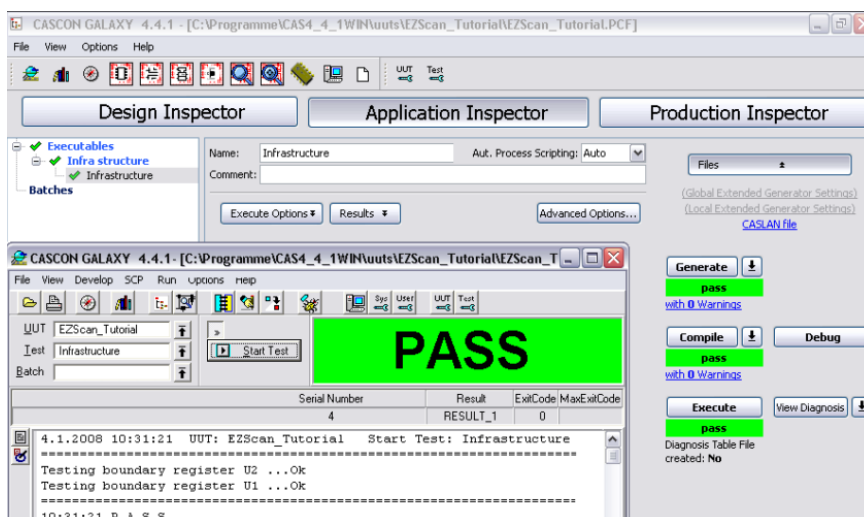 CASCON GALAXY 4.4.1 - [C:\Programme\CAS4_4_1WIN\uuts\EZScan_Tutorial\EZScan_Tutorial.PCF]
File View Options Help
UUT Test
Design Inspector Application Inspector Production Inspector
Executables
Infra structure
Infrastructure
Batches
Name: Infrastructure Aut. Process Scripting: Auto
Comment:
Execute Options Results Advanced Options...
Files
(Global Extended Generator Settings)
(Local Extended Generator Settings)
CASLAN file
Generate
pass
with 0 Warnings
Compile Debug
pass
with 0 Warnings
Execute View Diagnosis
pass
Diagnosis Table File
created: No
CASCON GALAXY 4.4.1- [C:\Programme\CAS4_4_1WIN\uuts\EZScan_Tutorial\EZScan_T
File View Develop SCP Run Options Help
Sys User UUT Test
UUT EZScan_Tutorial >
Test Infrastructure Start Test
Batch
PASS
Serial Number Result ExitCode MaxExitCode
4 RESULT_1 0
4.1.2008 10:31:21 UUT: EZScan_Tutorial Start Test: Infrastructure
Testing boundary register U2 ...Ok
Testing boundary register U1 ...Ok
10:31:21 P A S S